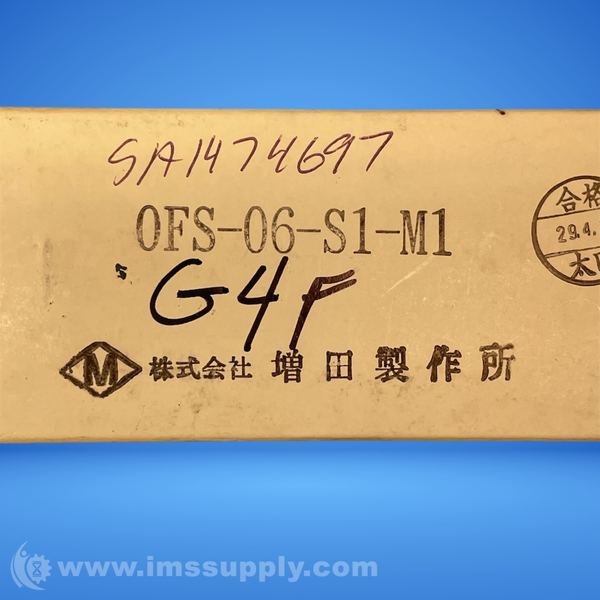 SA1474697
OFS-06-S1-M1
合格
29.4.
G4F
M 株式会社 増田製作所
www.imssupply.com